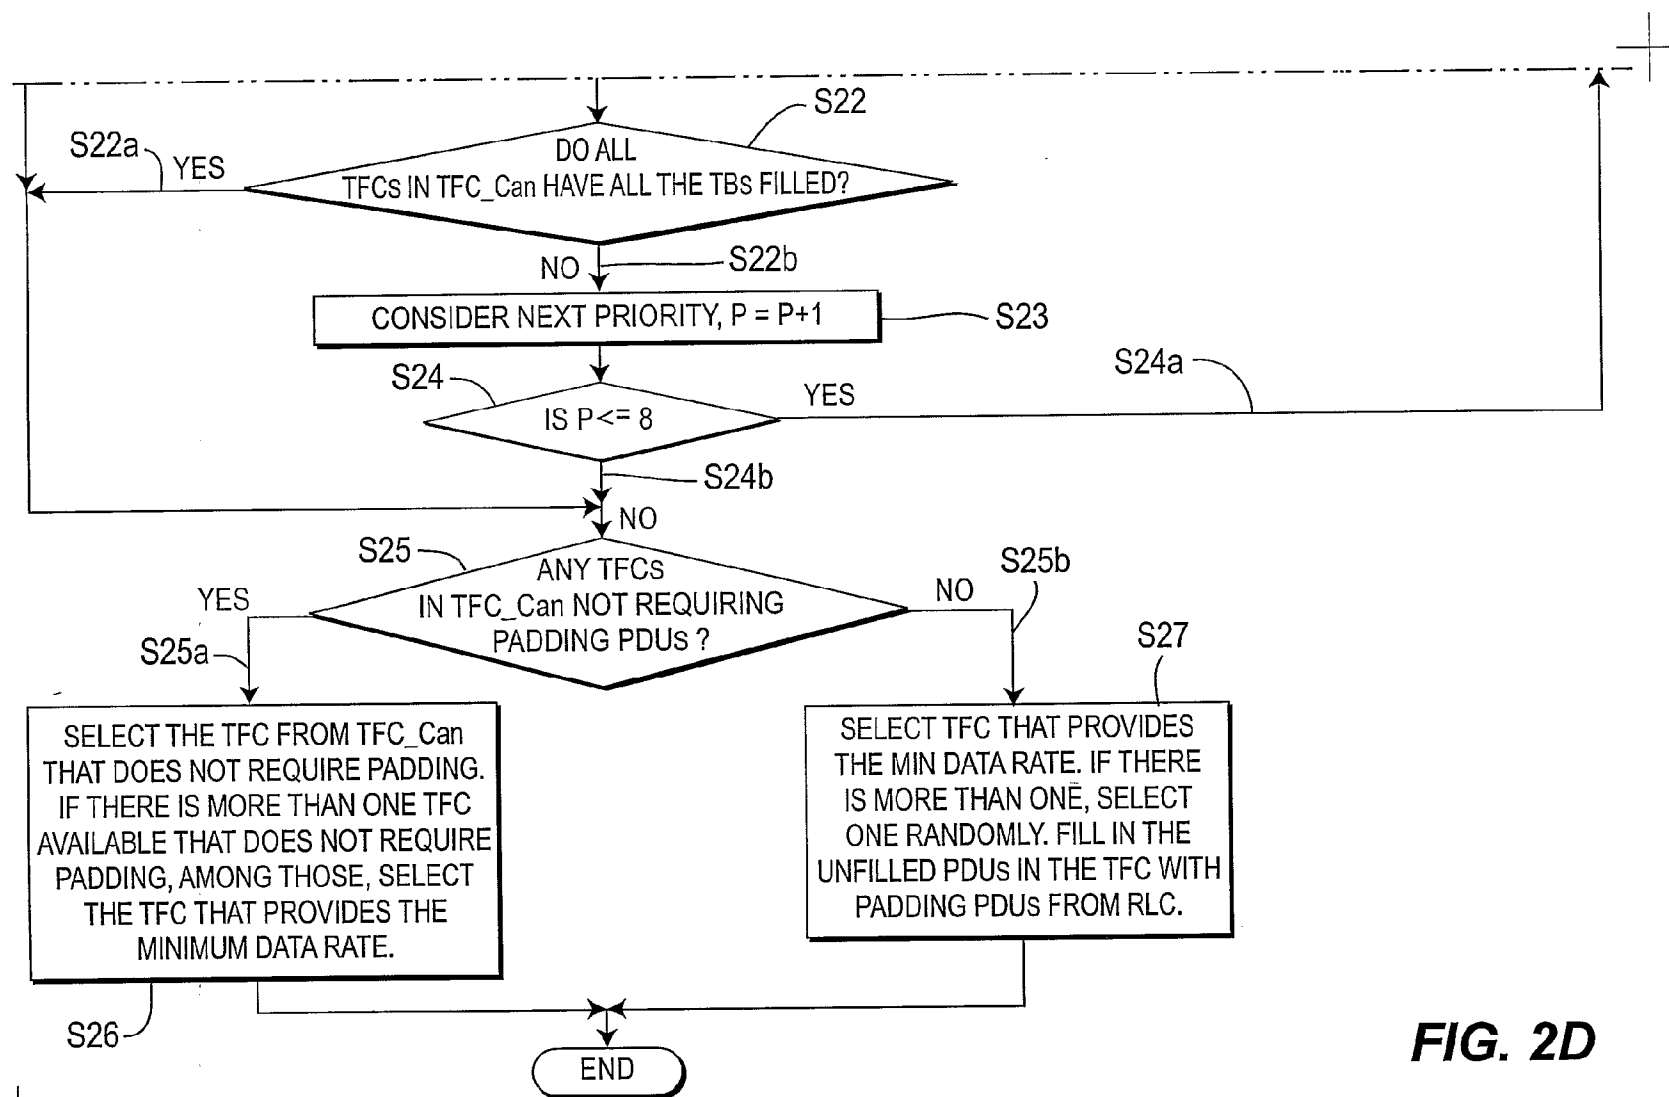 S22
DO ALL
TFCs IN TFC_Can HAVE ALL THE TBs FILLED?
S22a
YES
NO
S22b
CONSIDER NEXT PRIORITY, P = P+1
S23
S24
IS P<= 8
YES
S24a
S24b
NO
S25
ANY TFCs
IN TFC_Can NOT REQUIRING
PADDING PDUs ?
YES
S25a
NO
S25b
S27
SELECT THE TFC FROM TFC_Can
THAT DOES NOT REQUIRE PADDING.
IF THERE IS MORE THAN ONE TFC
AVAILABLE THAT DOES NOT REQUIRE
PADDING, AMONG THOSE, SELECT
THE TFC THAT PROVIDES THE
MINIMUM DATA RATE.
S26
SELECT TFC THAT PROVIDES
THE MIN DATA RATE. IF THERE
IS MORE THAN ONE, SELECT
ONE RANDOMLY. FILL IN THE
UNFILLED PDUs IN THE TFC WITH
PADDING PDUs FROM RLC.
END
FIG. 2D